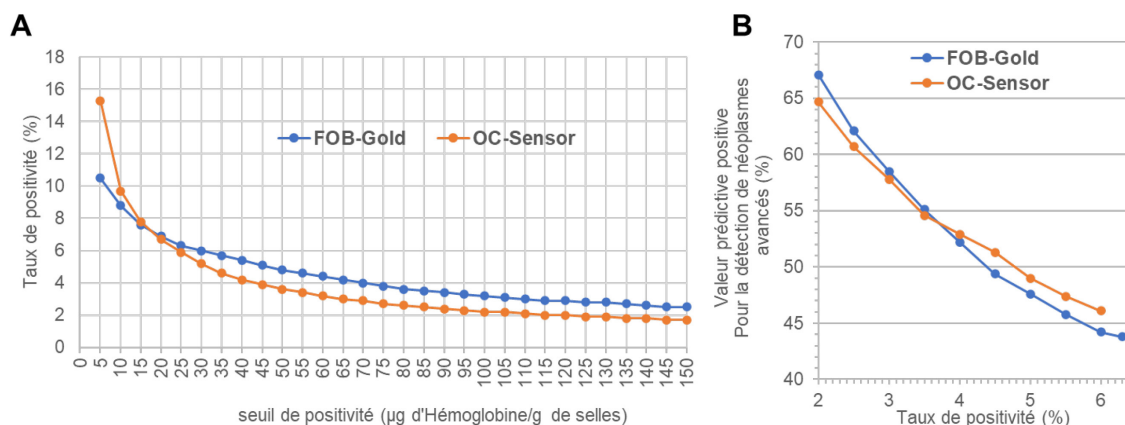 A
Taux de positivité (%)
18
16
14
12
10
8
6
4
2
0
FOB-Gold OC-Sensor
0 5 10 15 20 25 30 35 40 45 50 55 60 65 70 75 80 85 90 95 100 105 110 115 120 125 130 135 140 145 150
seuil de positivité (µg d'Hémoglobine/g de selles)
B
Valeur prédictive positive
Pour la détection de néoplasmes
avancés (%)
70
65
60
55
50
45
40
FOB-Gold
OC-Sensor
2 3 4 5 6
Taux de positivité (%)